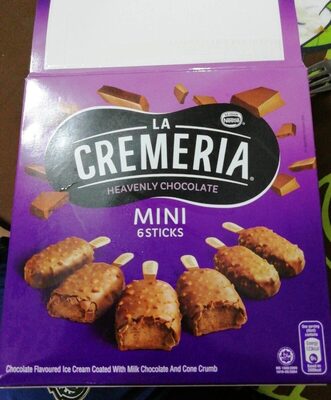 Nestlé
LA
CREMERIA®
HEAVENLY CHOCOLATE
MINI
6 STICKS
Chocolate Flavoured Ice Cream Coated With Milk Chocolate And Cone Crumb